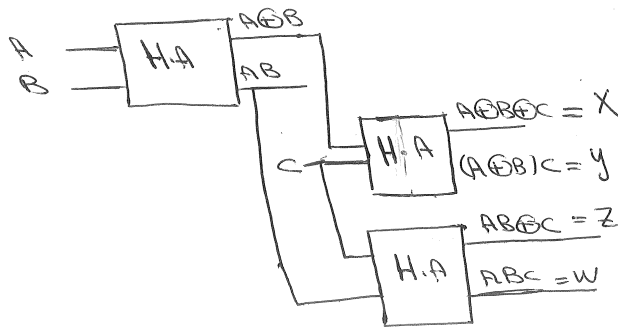 A
B
H.A
A⊕B
AB
C
H.A
A⊕B⊕C = X
(A⊕B)C = y
H.A
AB⊕C = Z
ABC = W